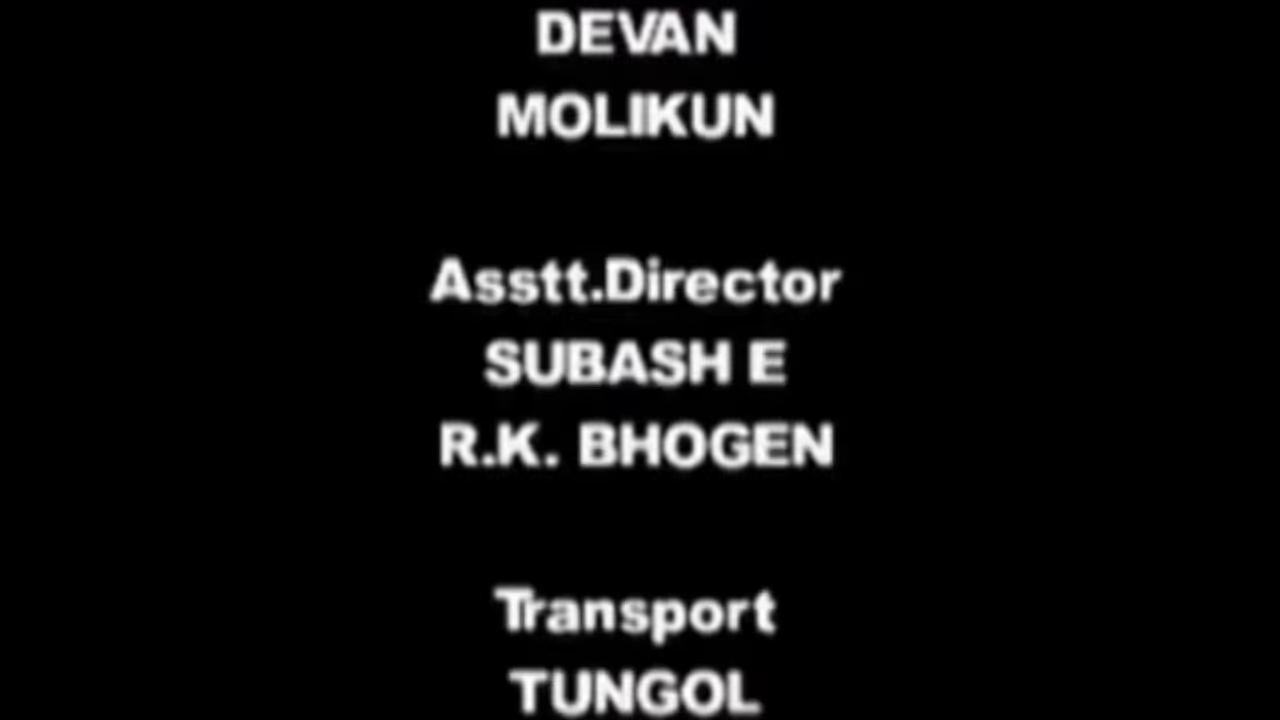 DEVAN
MOLIKUN
Asstt.Director
SUBASH E
R.K. BHOGEN
Transport
TUNGOL